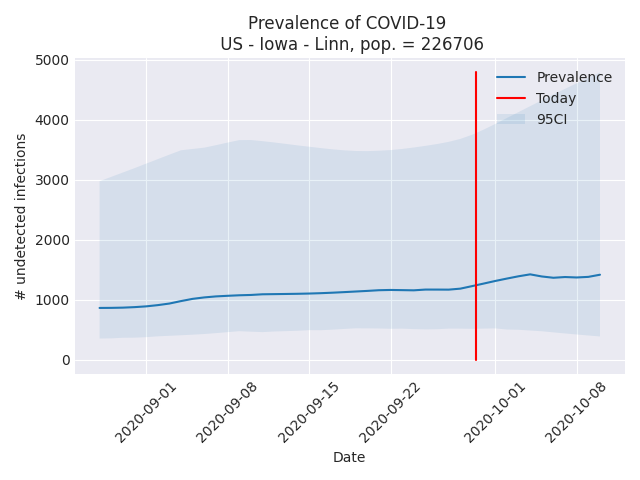 Prevalence of COVID-19
US - Iowa - Linn, pop. = 226706
5000
4000
3000
2000
1000
0
# undetected infections
Prevalence
Today
95CI
2020-09-01
2020-09-08
2020-09-15
2020-09-22
2020-10-01
2020-10-08
Date